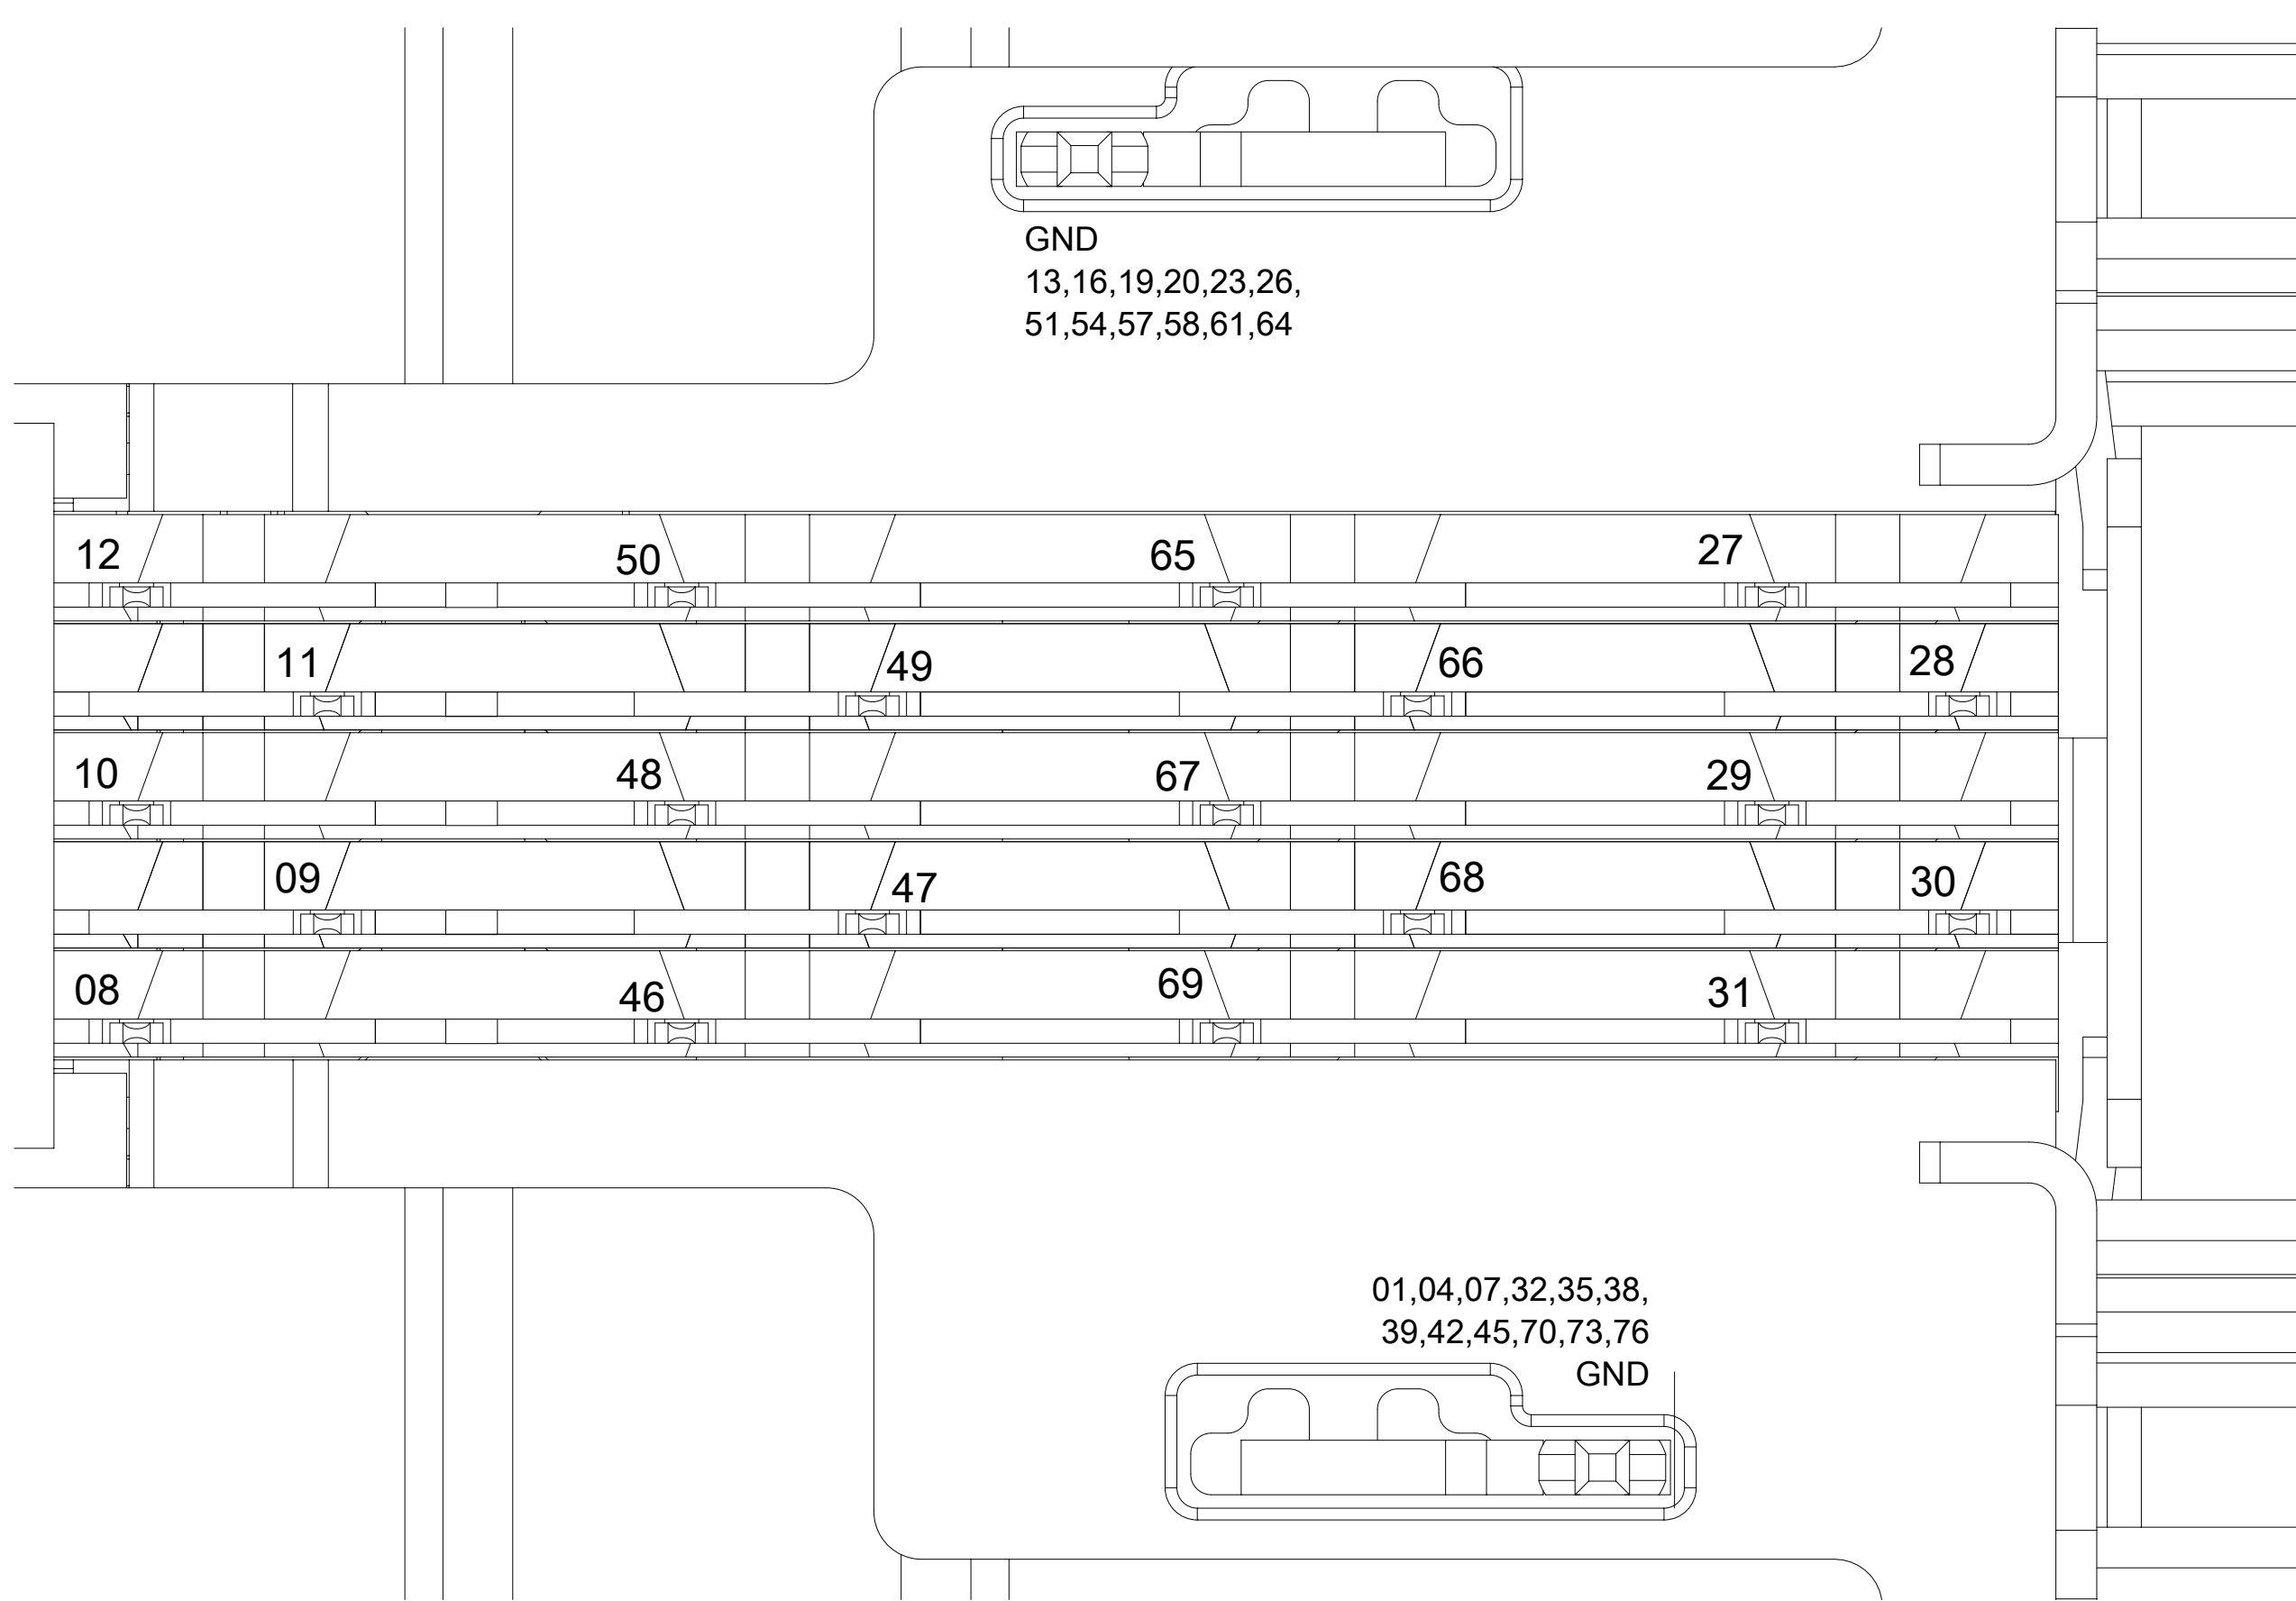 GND
13,16,19,20,23,26,
51,54,57,58,61,64
12 50 65 27
11 49 66 28
10 48 67 29
09 47 68 30
08 46 69 31
01,04,07,32,35,38,
39,42,45,70,73,76
GND